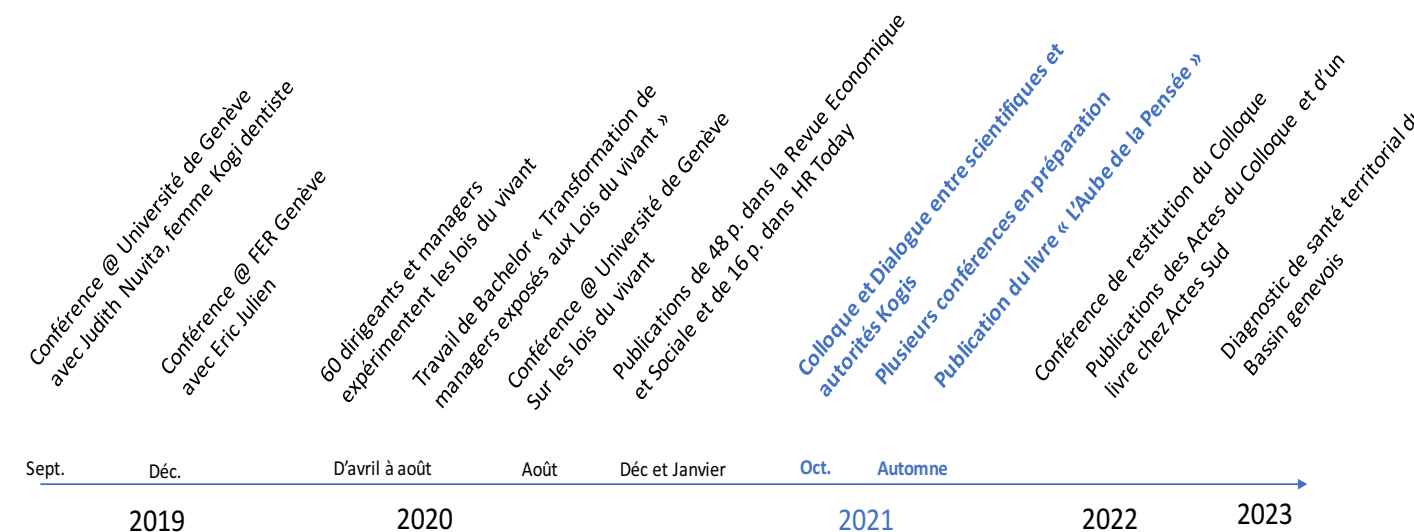 Conférence @ Université de Genève
avec Judith Nuvita, femme Kogi dentiste
Conférence @ FER Genève
avec Eric Julien
60 dirigeants et managers
expérimentent les lois du vivant
Travail de Bachelor « Transformation de
managers exposés aux Lois du vivant »
Conférence @ Université de Genève
Sur les lois du vivant
Publications de 48 p. dans la Revue Economique
et Sociale et de 16 p. dans HR Today
Colloque et Dialogue entre scientifiques et
autorités Kogis
Plusieurs conférences en préparation
Publication du livre « L’Aube de la Pensée »
Conférence de restitution du Colloque
Publications des Actes du Colloque et d’un
livre chez Actes Sud
Diagnostic de santé territorial du
Bassin genevois
Sept.
Déc.
D’avril à août
Août
Déc et Janvier
Oct.
Automne
2019
2020
2021
2022
2023